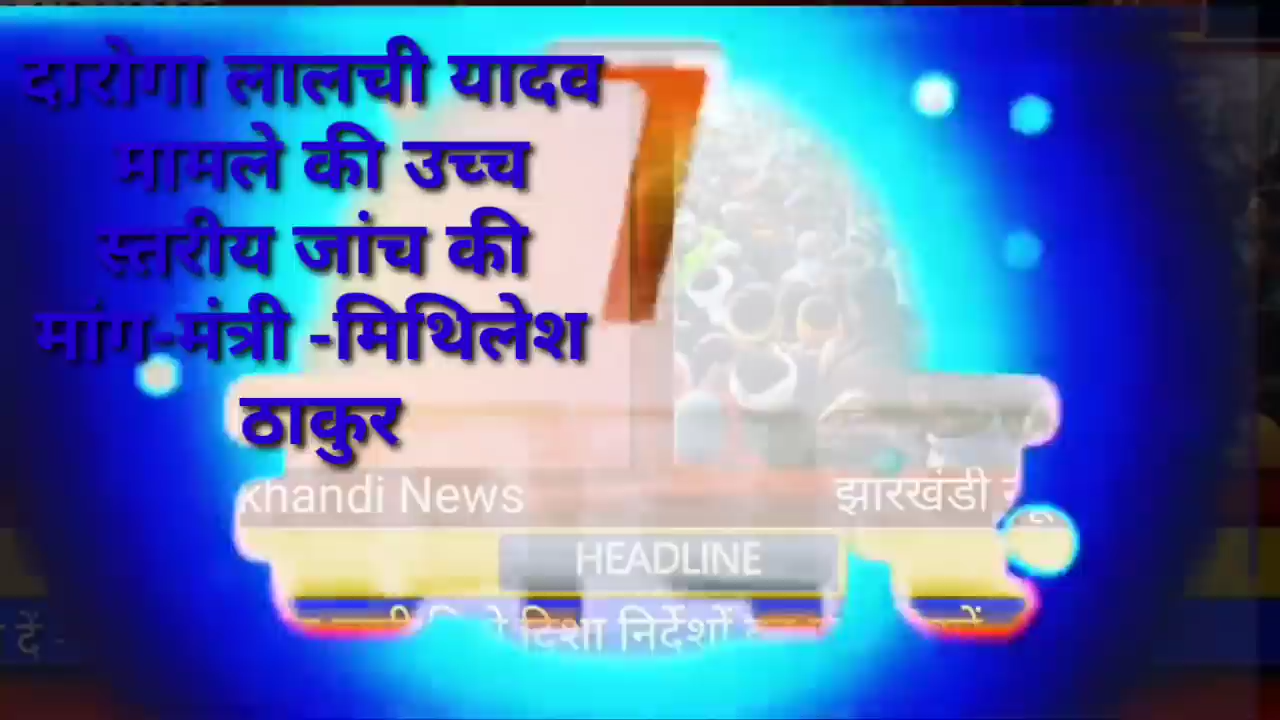 दारोगा लालची यादव
मामले की उच्च
स्तरीय जांच की
मांग-मंत्री -मिथिलेश
ठाकुर
khandi News झारखंडी
HEADLINE
दिशा निर्देशों